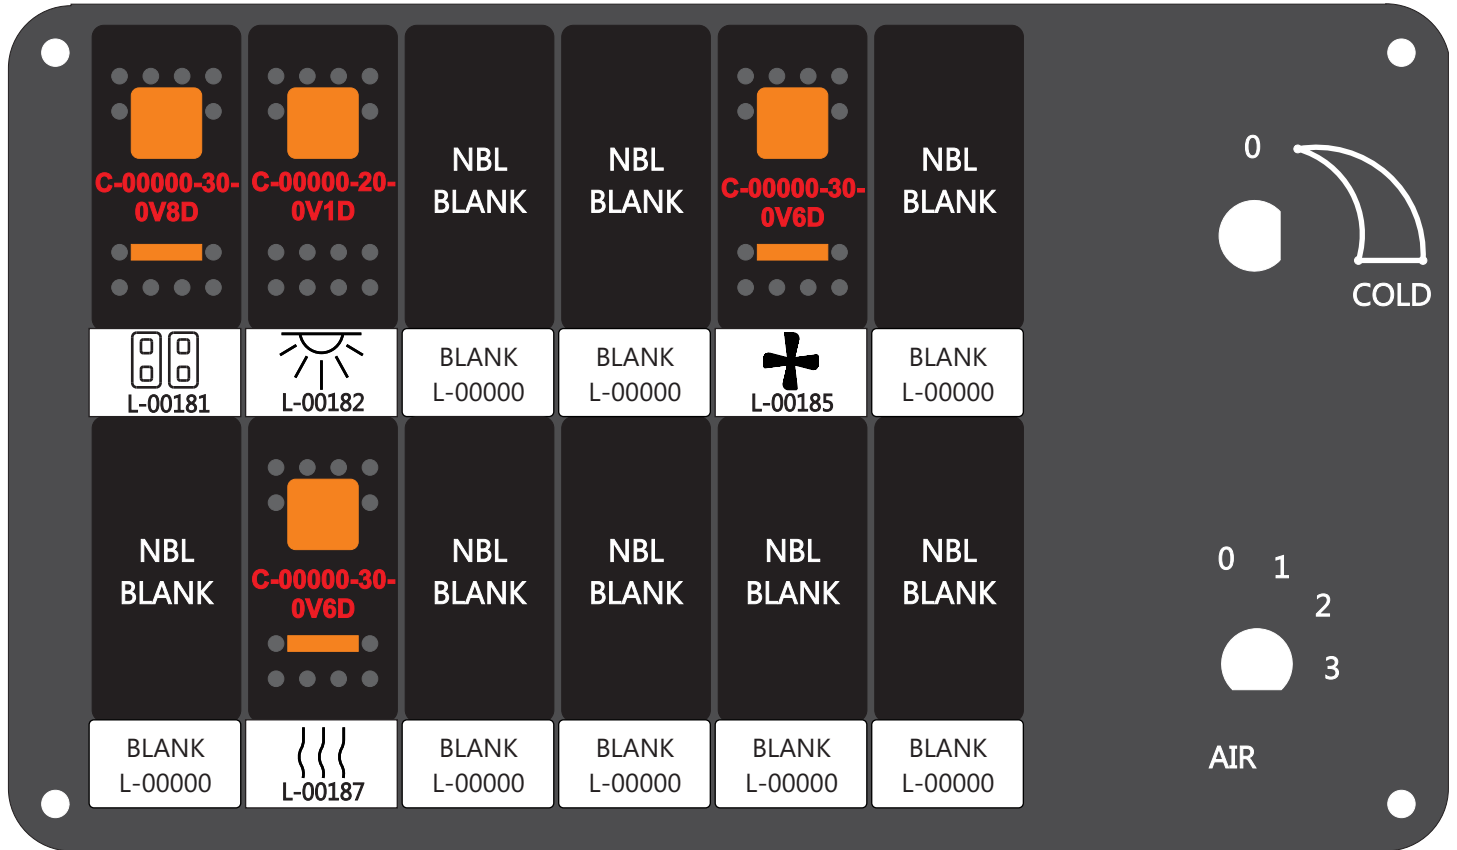 C-00000-30-
0V8D
C-00000-20-
0V1D
NBL
BLANK
NBL
BLANK
C-00000-30-
0V6D
NBL
BLANK
L-00181
L-00182
BLANK
L-00000
BLANK
L-00000
L-00185
BLANK
L-00000
NBL
BLANK
C-00000-30-
0V6D
NBL
BLANK
NBL
BLANK
NBL
BLANK
NBL
BLANK
BLANK
L-00000
L-00187
BLANK
L-00000
BLANK
L-00000
BLANK
L-00000
BLANK
L-00000
0
COLD
0
1
2
3
AIR